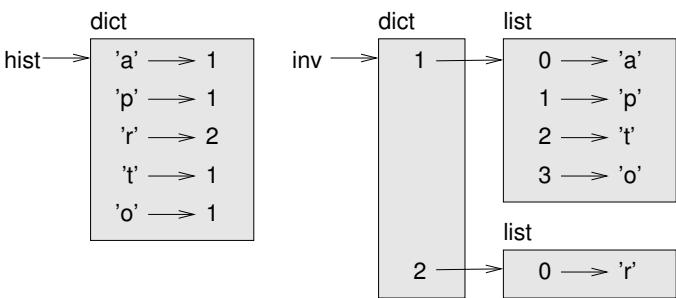 dict
hist
'a' → 1
'p' → 1
'r' → 2
't' → 1
'o' → 1
dict
inv
1
2
list
0 → 'a'
1 → 'p'
2 → 't'
3 → 'o'
list
0 → 'r'